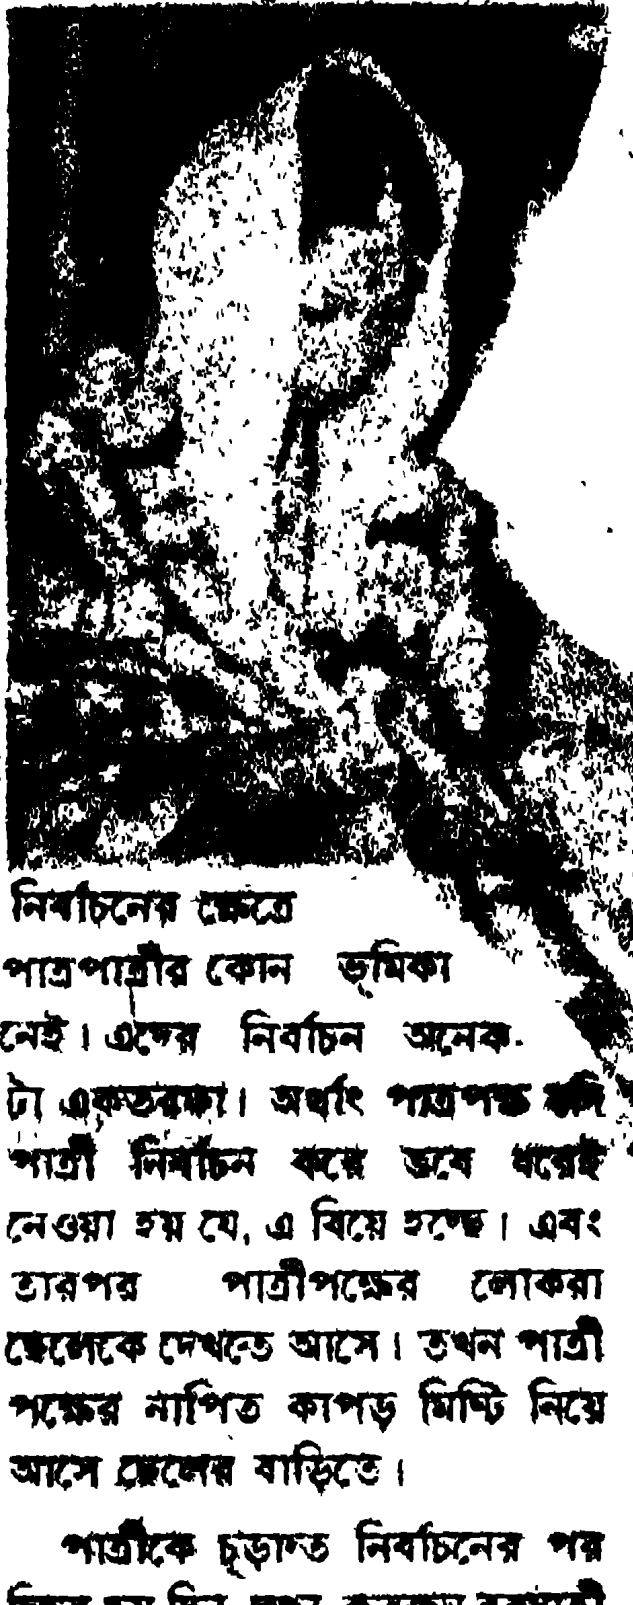 নির্বাচনের ক্ষেত্রে
পাত্রপাত্রীর কোন ভূমিকা
নেই। এদের নির্বাচন অনেক-
টা একতরফা। অর্থাৎ পাত্রপক্ষ যদি
পাত্রী নির্বাচন করে তবে ধরেই
নেওয়া হয় যে, এ বিয়ে হচ্ছে। এবং
তারপর পাত্রীপক্ষের লোকরা
ছেলেকে দেখতে আসে। তখন পাত্রী
পক্ষের নাপিত কাপড় মিষ্টি নিয়ে
আসে ছেলের বাড়িতে।
পাত্রীকে চূড়ান্ত নির্বাচনের পর